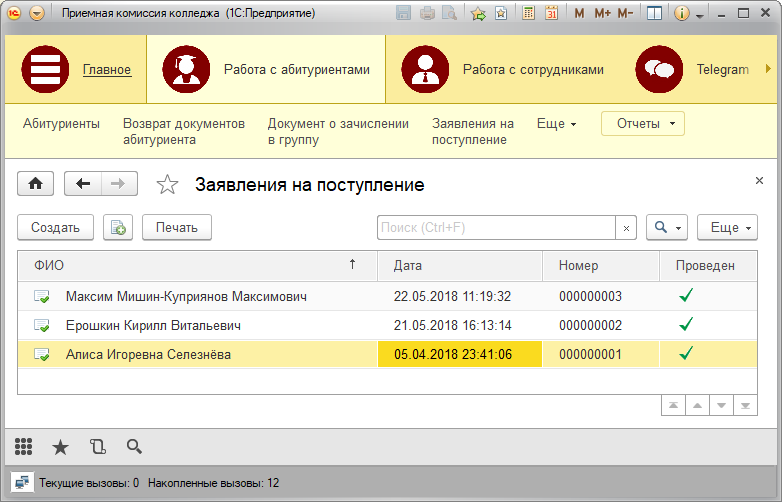 Приемная комиссия колледжа (1С:Предприятие)
M M+ M-
Главное Работа с абитуриентами Работа с сотрудниками Telegram
Абитуриенты Возврат документов Документ о зачислении Заявления на Еще Отчеты
абитуриента в группу поступление
Заявления на поступление
Создать Печать Поиск (Ctrl+F) Еще
ФИО Дата Номер Проведен
Максим Мишин-Куприянов Максимович 22.05.2018 11:19:32 000000003
Ерошкин Кирилл Витальевич 21.05.2018 16:13:14 000000002
Алиса Игоревна Селезнёва 05.04.2018 23:41:06 000000001
Текущие вызовы: 0 Накопленные вызовы: 12